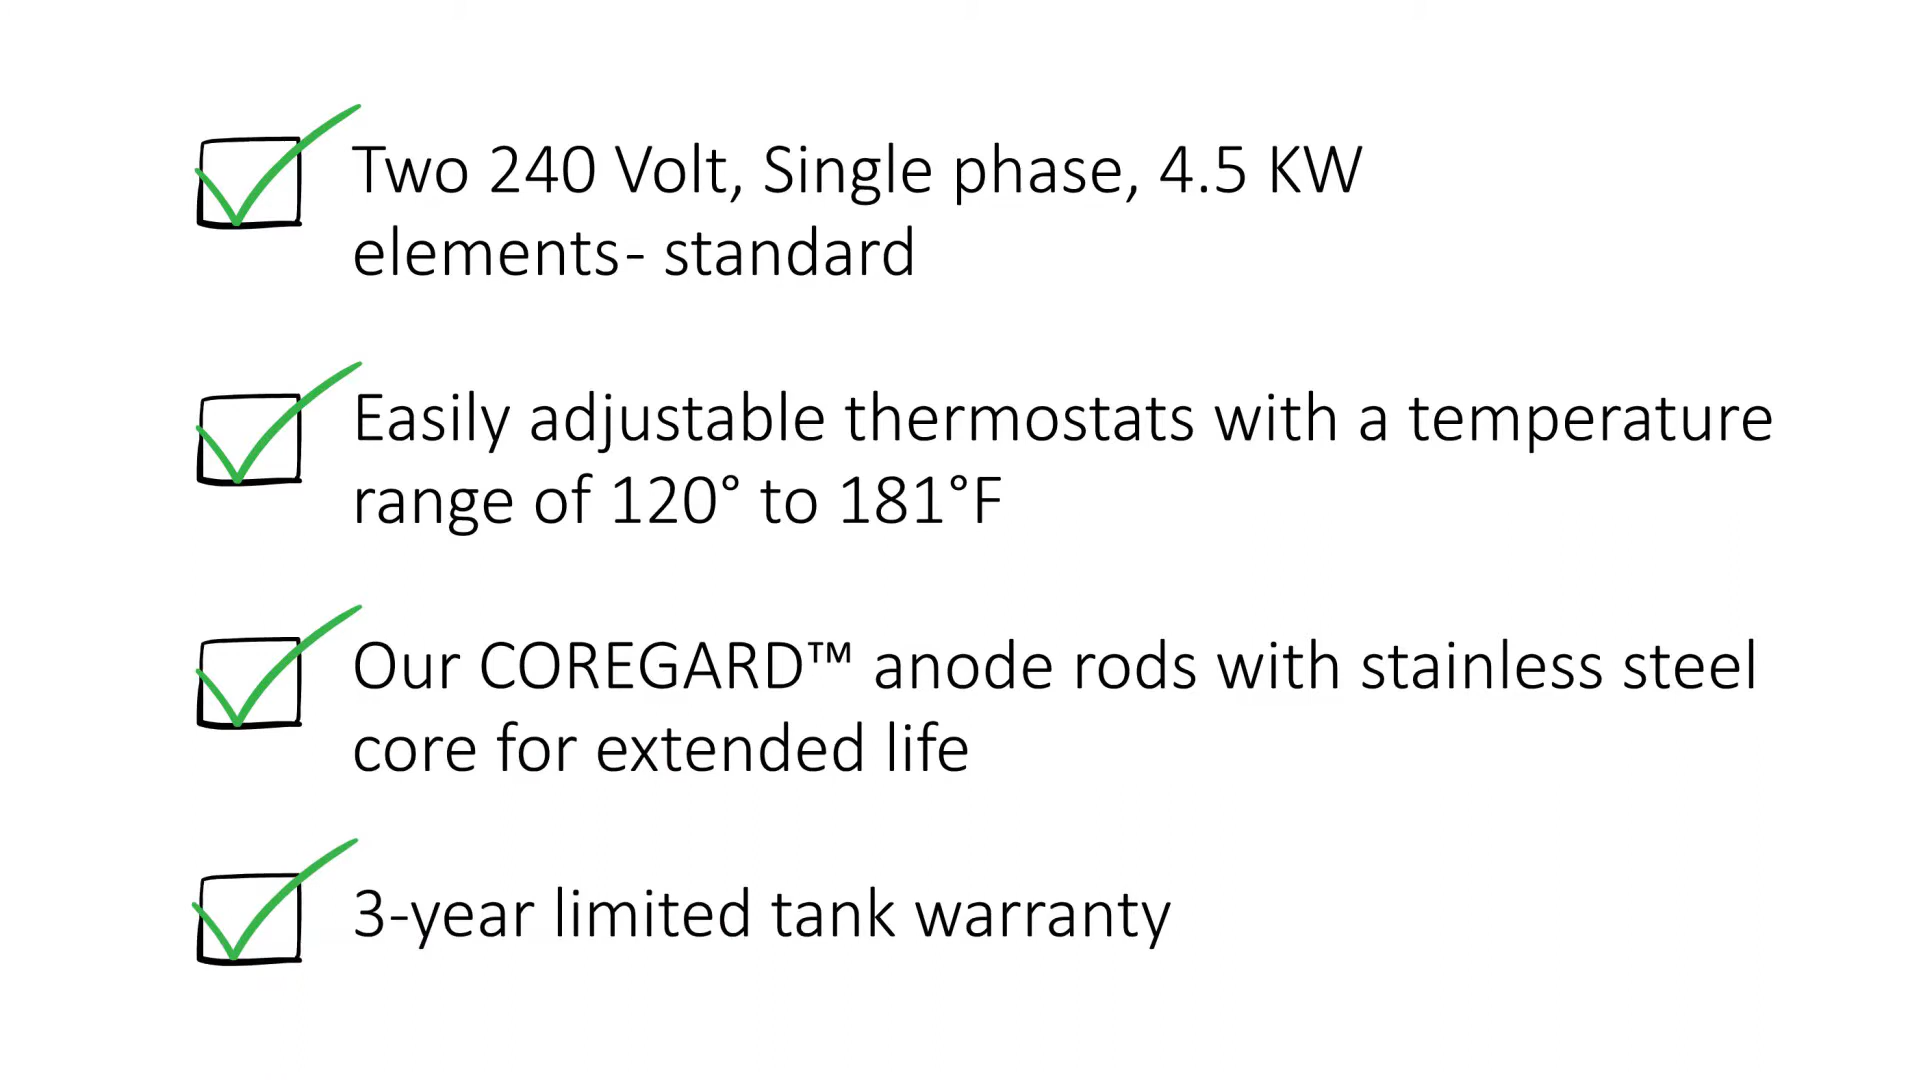 Two 240 Volt, Single phase, 4.5 KW
elements- standard
Easily adjustable thermostats with a temperature
range of 120° to 181°F
Our COREGARD™ anode rods with stainless steel
core for extended life
3-year limited tank warranty